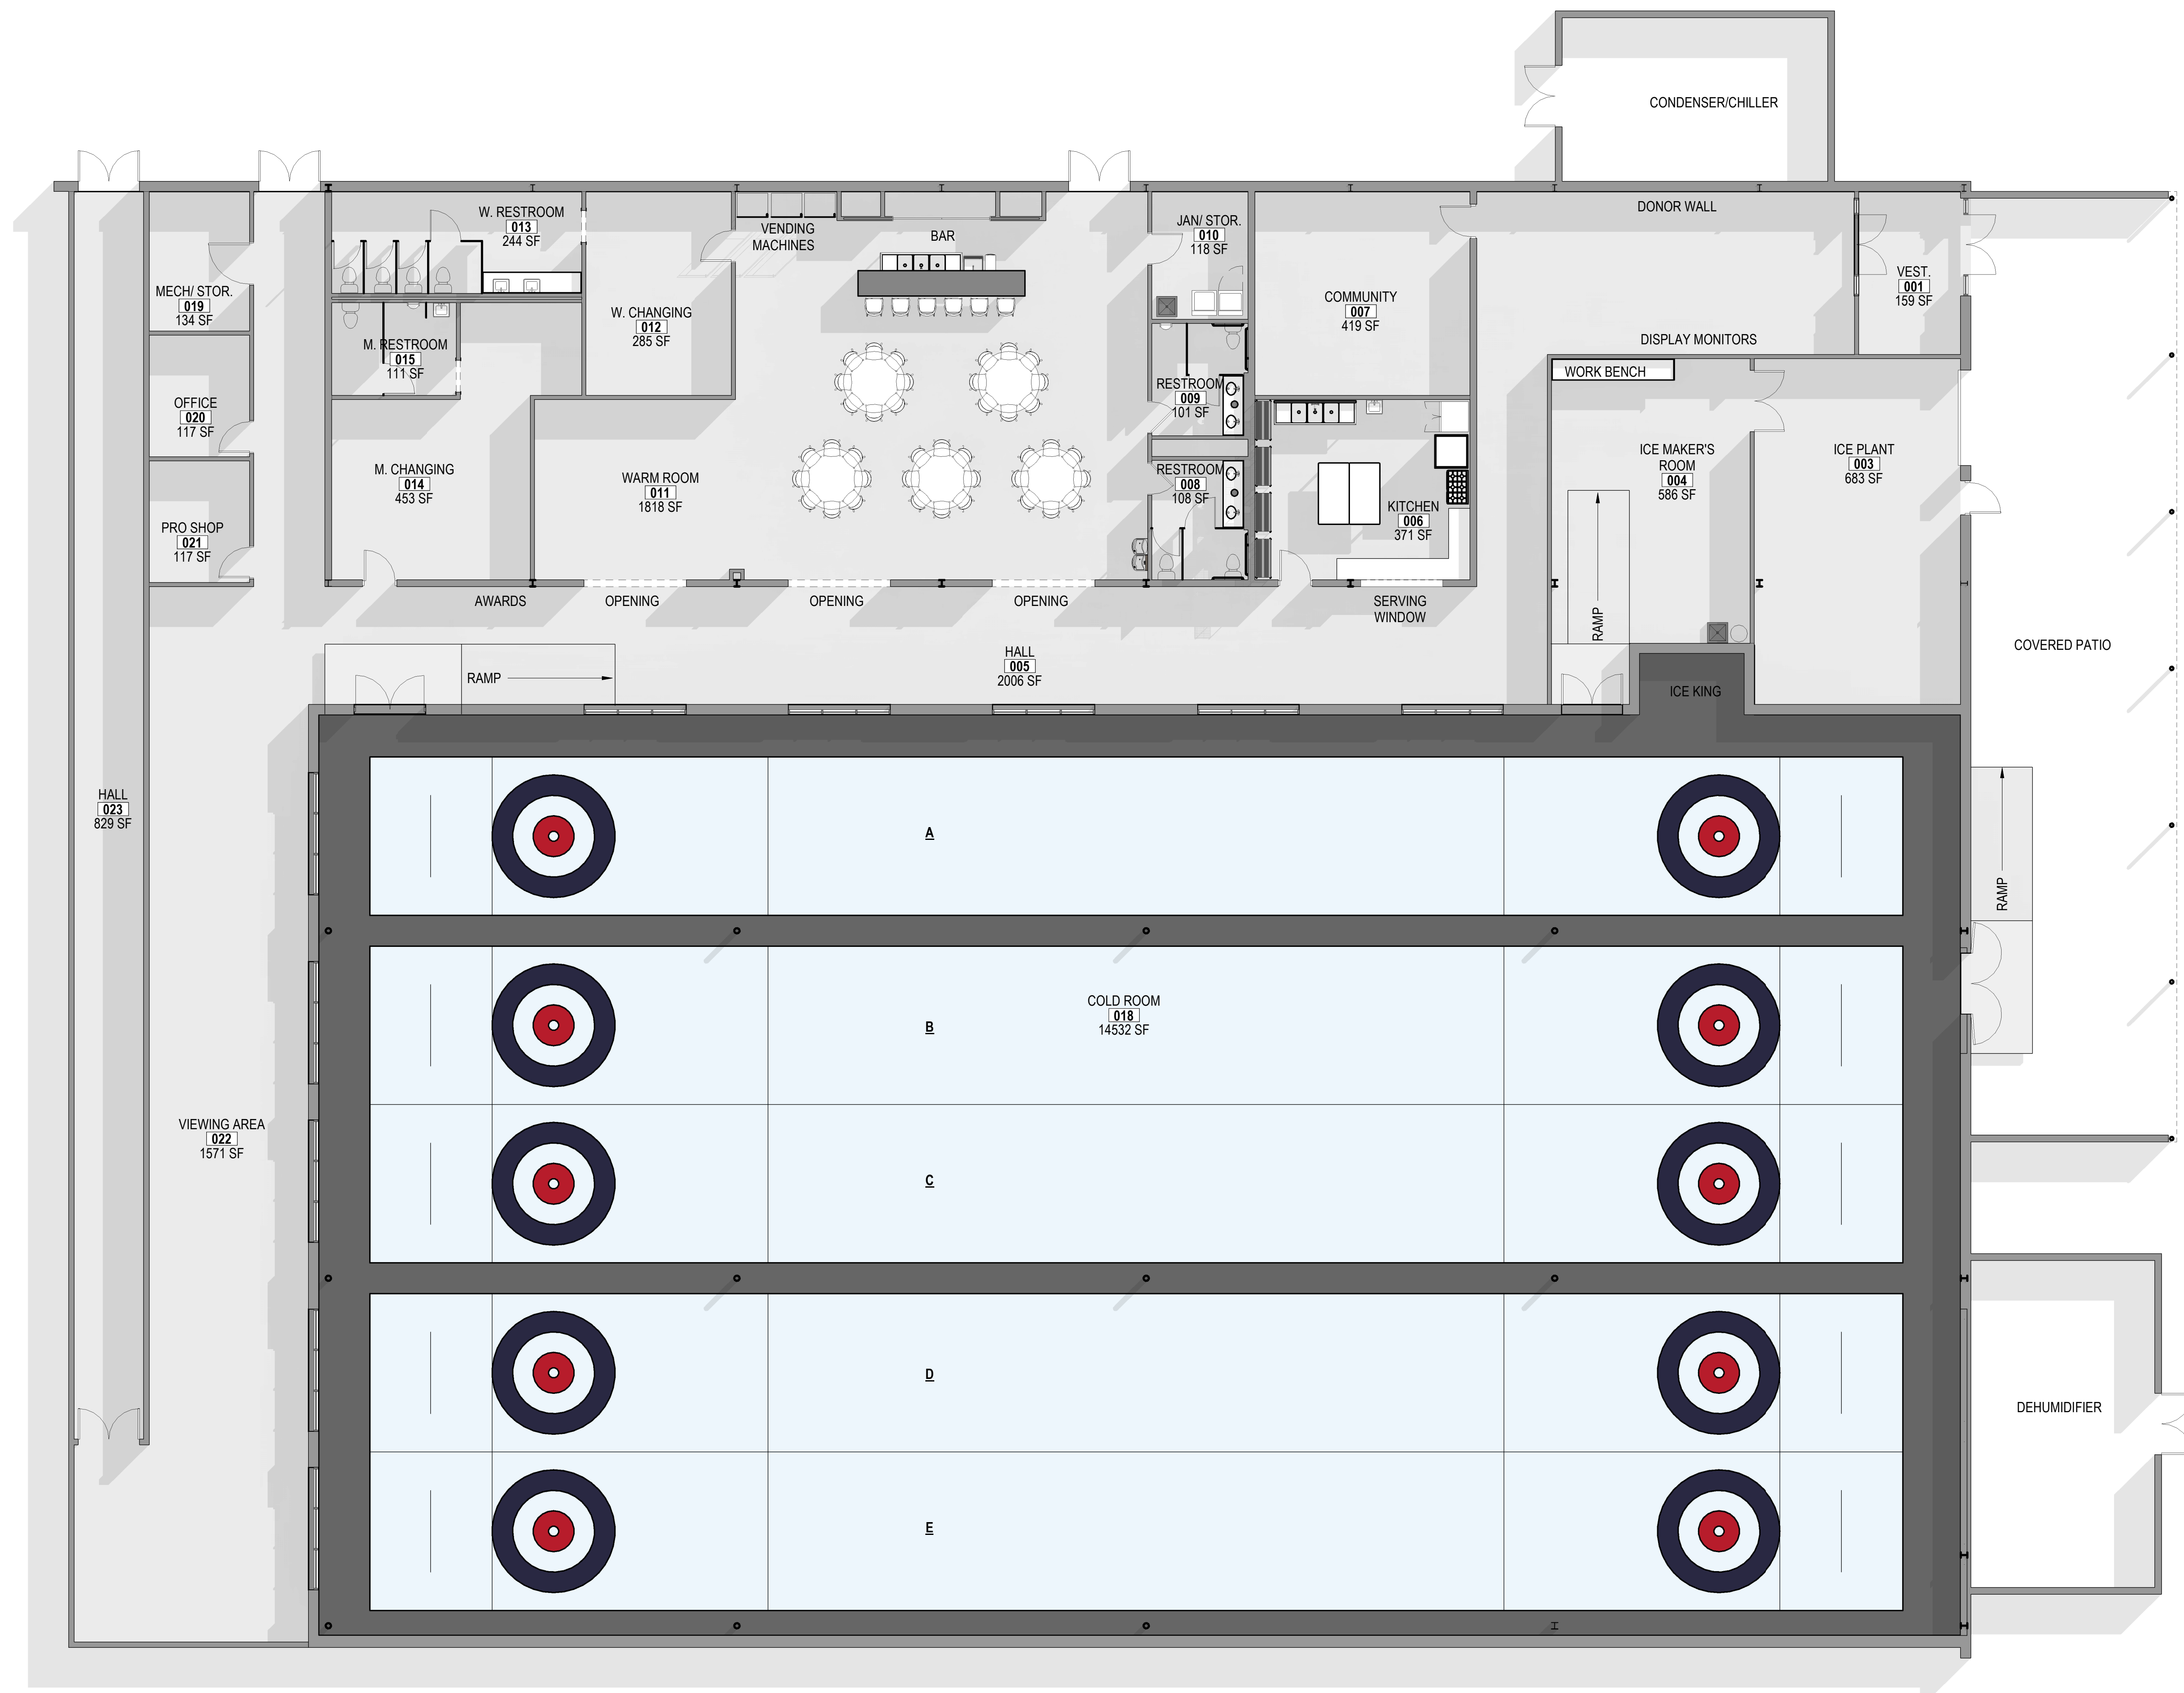 CONDENSER/CHILLER
W. RESTROOM
013
244 SF
VENDING
MACHINES
BAR
JAN/ STOR.
010
118 SF
DONOR WALL
VEST.
001
159 SF
MECH/ STOR.
019
134 SF
W. CHANGING
012
285 SF
COMMUNITY
007
419 SF
DISPLAY MONITORS
M. RESTROOM
015
111 SF
WORK BENCH
OFFICE
020
117 SF
RESTROOM
009
101 SF
M. CHANGING
014
453 SF
WARM ROOM
011
1818 SF
RESTROOM
008
108 SF
KITCHEN
006
371 SF
ICE MAKER'S
ROOM
004
586 SF
ICE PLANT
003
683 SF
PRO SHOP
021
117 SF
AWARDS
OPENING
OPENING
OPENING
SERVING
WINDOW
RAMP
COVERED PATIO
RAMP
HALL
005
2006 SF
ICE KING
HALL
023
829 SF
A
RAMP
COLD ROOM
018
14532 SF
B
VIEWING AREA
022
1571 SF
C
D
DEHUMIDIFIER
E